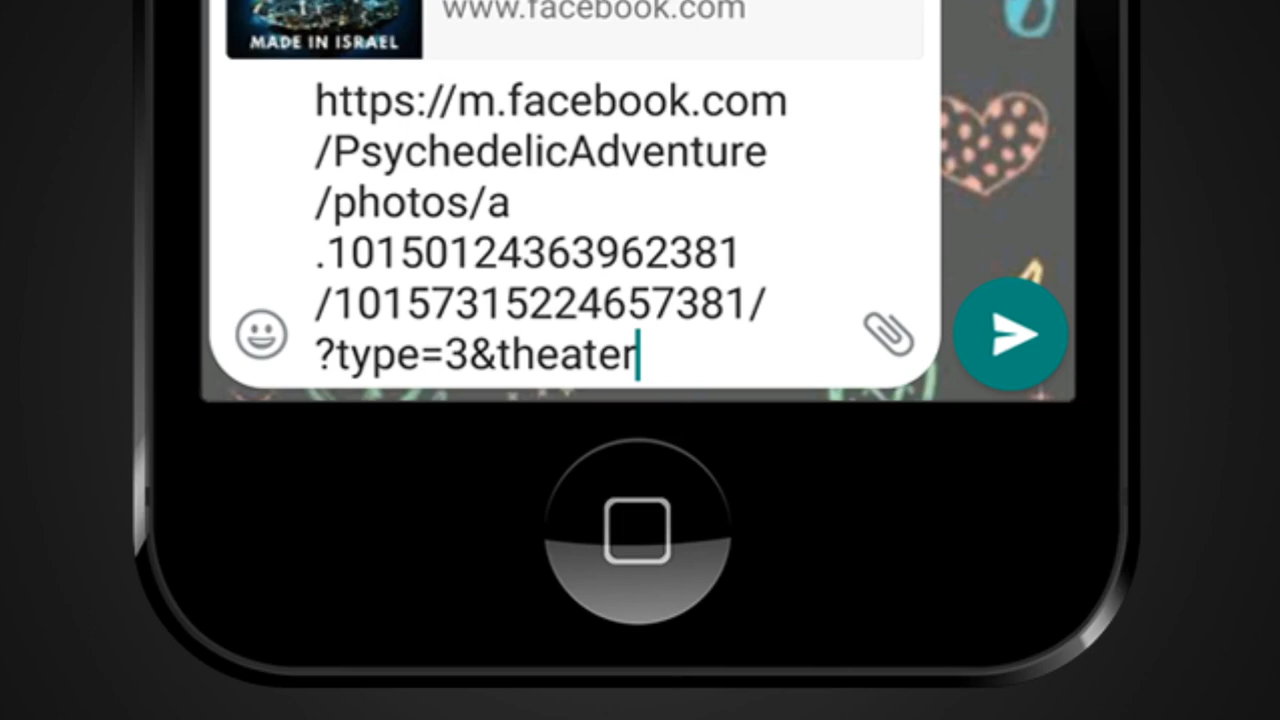 www.facebook.com
MADE IN ISRAEL
https://m.facebook.com
/PsychedelicAdventure
/photos/a
.10150124363962381
/10157315224657381/
?type=3&theater